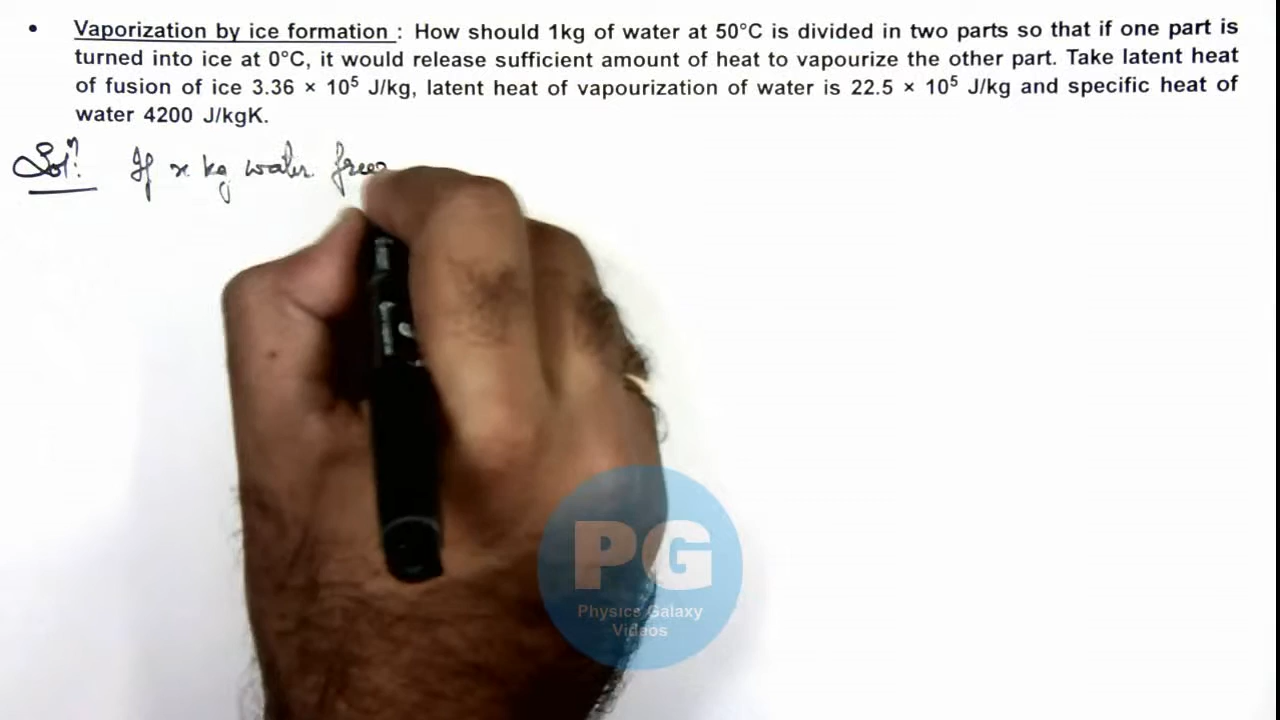 • Vaporization by ice formation : How should 1kg of water at 50°C is divided in two parts so that if one part is
turned into ice at 0°C, it would release sufficient amount of heat to vapourize the other part. Take latent heat
of fusion of ice 3.36 × 10⁵ J/kg, latent heat of vapourization of water is 22.5 × 10⁵ J/kg and specific heat of
water 4200 J/kgK.
Solⁿ. If x kg water freez
PG
Physics Galaxy
Videos